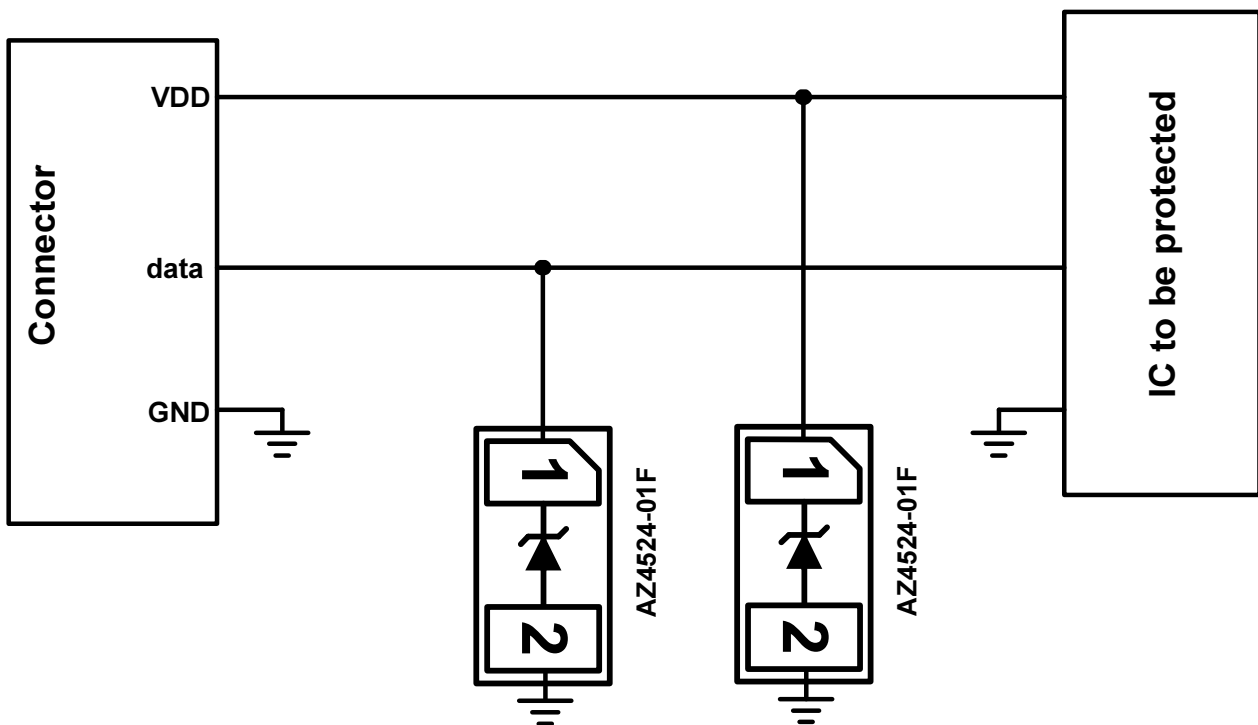 Connector
VDD
data
GND
IC to be protected
1
2
AZ4524-01F
1
2
AZ4524-01F